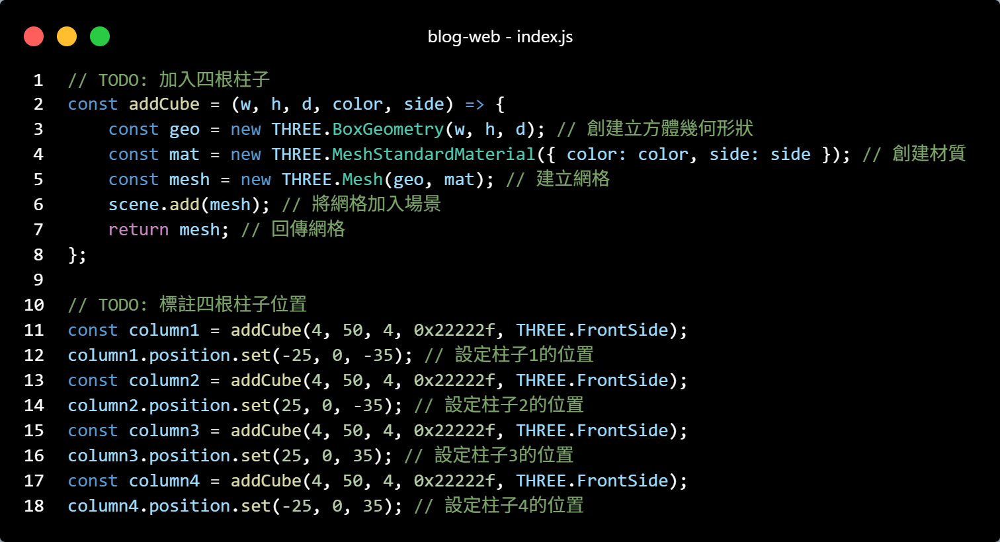 blog-web - index.js
1 // TODO: 加入四根柱子
2 const addCube = (w, h, d, color, side) => {
3     const geo = new THREE.BoxGeometry(w, h, d); // 創建立方體幾何形狀
4     const mat = new THREE.MeshStandardMaterial({ color: color, side: side }); // 創建材質
5     const mesh = new THREE.Mesh(geo, mat); // 建立網格
6     scene.add(mesh); // 將網格加入場景
7     return mesh; // 回傳網格
8 };
9
10 // TODO: 標註四根柱子位置
11 const column1 = addCube(4, 50, 4, 0x22222f, THREE.FrontSide);
12 column1.position.set(-25, 0, -35); // 設定柱子1的位置
13 const column2 = addCube(4, 50, 4, 0x22222f, THREE.FrontSide);
14 column2.position.set(25, 0, -35); // 設定柱子2的位置
15 const column3 = addCube(4, 50, 4, 0x22222f, THREE.FrontSide);
16 column3.position.set(25, 0, 35); // 設定柱子3的位置
17 const column4 = addCube(4, 50, 4, 0x22222f, THREE.FrontSide);
18 column4.position.set(-25, 0, 35); // 設定柱子4的位置